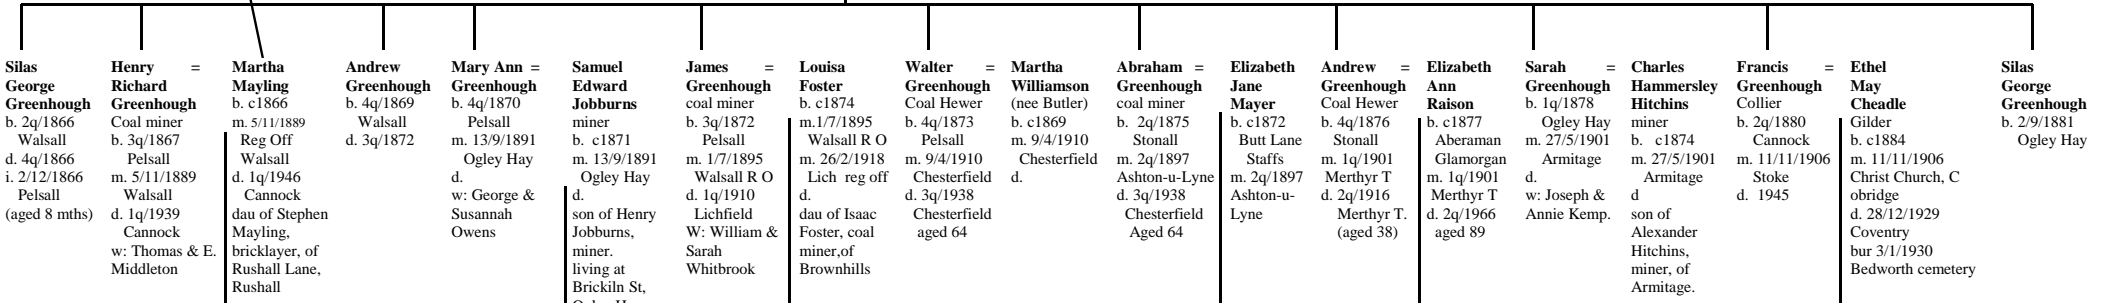 Silas
George
Greenhough
b. 2q/1866
Walsall
d. 4q/1866
i. 2/12/1866
Pelsall
(aged 8 mths)
Henry =
Richard
Greenhough
Coal miner
b. 3q/1867
Pelsall
m. 5/11/1889
Walsall
d. 1q/1939
Cannock
w: Thomas & E.
Middleton
Martha
Mayling
b. c1866
m. 5/11/1889
Reg Off
Walsall
d. 1q/1946
Cannock
dau of Stephen
Mayling,
bricklayer, of
Rushall Lane,
Rushall
Andrew
Greenhough
b. 4q/1869
Walsall
d. 3q/1872
Mary Ann =
Greenhough
b. 4q/1870
Pelsall
m. 13/9/1891
Ogley Hay
d.
w: George &
Susannah
Owens
Samuel
Edward
Jobburns
miner
b. c1871
m. 13/9/1891
Ogley Hay
d.
son of Henry
Jobburns,
miner.
living at
Brickiln St,
James =
Greenhough
coal miner
b. 3q/1872
Pelsall
m. 1/7/1895
Walsall R O
d. 1q/1910
Lichfield
W: William &
Sarah
Whitbrook
Louisa
Foster
b. c1874
m.1/7/1895
Walsall R O
m. 26/2/1918
Lich reg off
d.
dau of Isaac
Foster, coal
miner,of
Brownhills
Walter =
Greenhough
Coal Hewer
b. 4q/1873
Pelsall
m. 9/4/1910
Chesterfield
d. 3q/1938
Chesterfield
aged 64
Martha
Williamson
(nee Butler)
b. c1869
m. 9/4/1910
Chesterfield
d.
Abraham =
Greenhough
coal miner
b. 2q/1875
Stonall
m. 2q/1897
Ashton-u-Lyne
d. 3q/1938
Chesterfield
Aged 64
Elizabeth
Jane
Mayer
b. c1872
Butt Lane
Staffs
m. 2q/1897
Ashton-u-
Lyne
Andrew =
Greenhough
Coal Hewer
b. 4q/1876
Stonall
m. 1q/1901
Merthyr T
d. 2q/1916
Merthyr T.
(aged 38)
Elizabeth
Ann
Raison
b. c1877
Aberaman
Glamorgan
m. 1q/1901
Merthyr T
d. 2q/1966
aged 89
Sarah =
Greenhough
b. 1q/1878
Ogley Hay
m. 27/5/1901
Armitage
d.
w: Joseph &
Annie Kemp.
Charles
Hammersley
Hitchins
miner
b. c1874
m. 27/5/1901
Armitage
d
son of
Alexander
Hitchins,
miner, of
Armitage.
Francis =
Greenhough
Collier
b. 2q/1880
Cannock
m. 11/11/1906
Stoke
d. 1945
Ethel
May
Cheadle
Gilder
b. c1884
m. 11/11/1906
Christ Church, C
obridge
d. 28/12/1929
Coventry
bur 3/1/1930
Bedworth cemetery
Silas
George
Greenhough
b. 2/9/1881
Ogley Hay